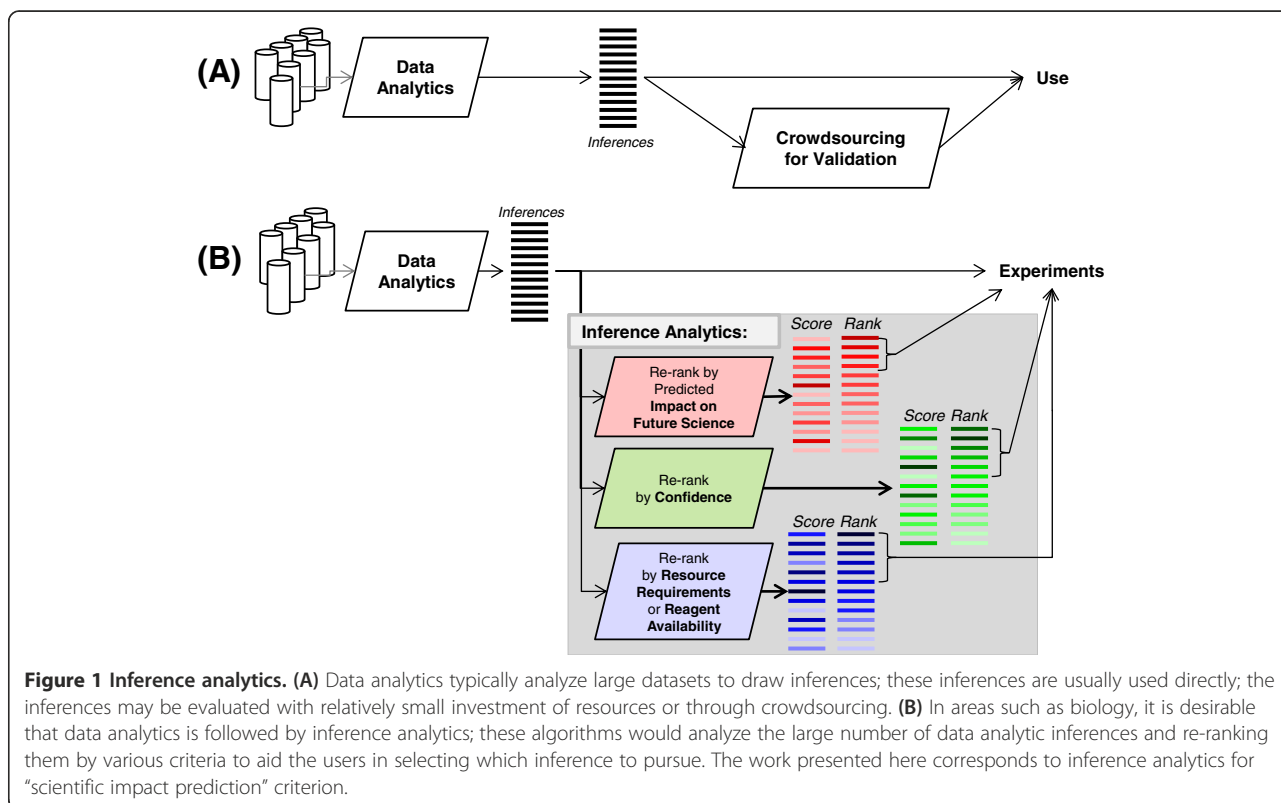 (A)
Data
Analytics
Inferences
Crowdsourcing
for Validation
Use
(B)
Data
Analytics
Inferences
Experiments
Inference Analytics:
Score Rank
Re-rank by
Predicted
Impact on
Future Science
Score Rank
Re-rank
by Confidence
Score Rank
Re-rank
by Resource
Requirements
or Reagent
Availability
Figure 1 Inference analytics. (A) Data analytics typically analyze large datasets to draw inferences; these inferences are usually used directly; the
inferences may be evaluated with relatively small investment of resources or through crowdsourcing. (B) In areas such as biology, it is desirable
that data analytics is followed by inference analytics; these algorithms would analyze the large number of data analytic inferences and re-ranking
them by various criteria to aid the users in selecting which inference to pursue. The work presented here corresponds to inference analytics for
“scientific impact prediction” criterion.